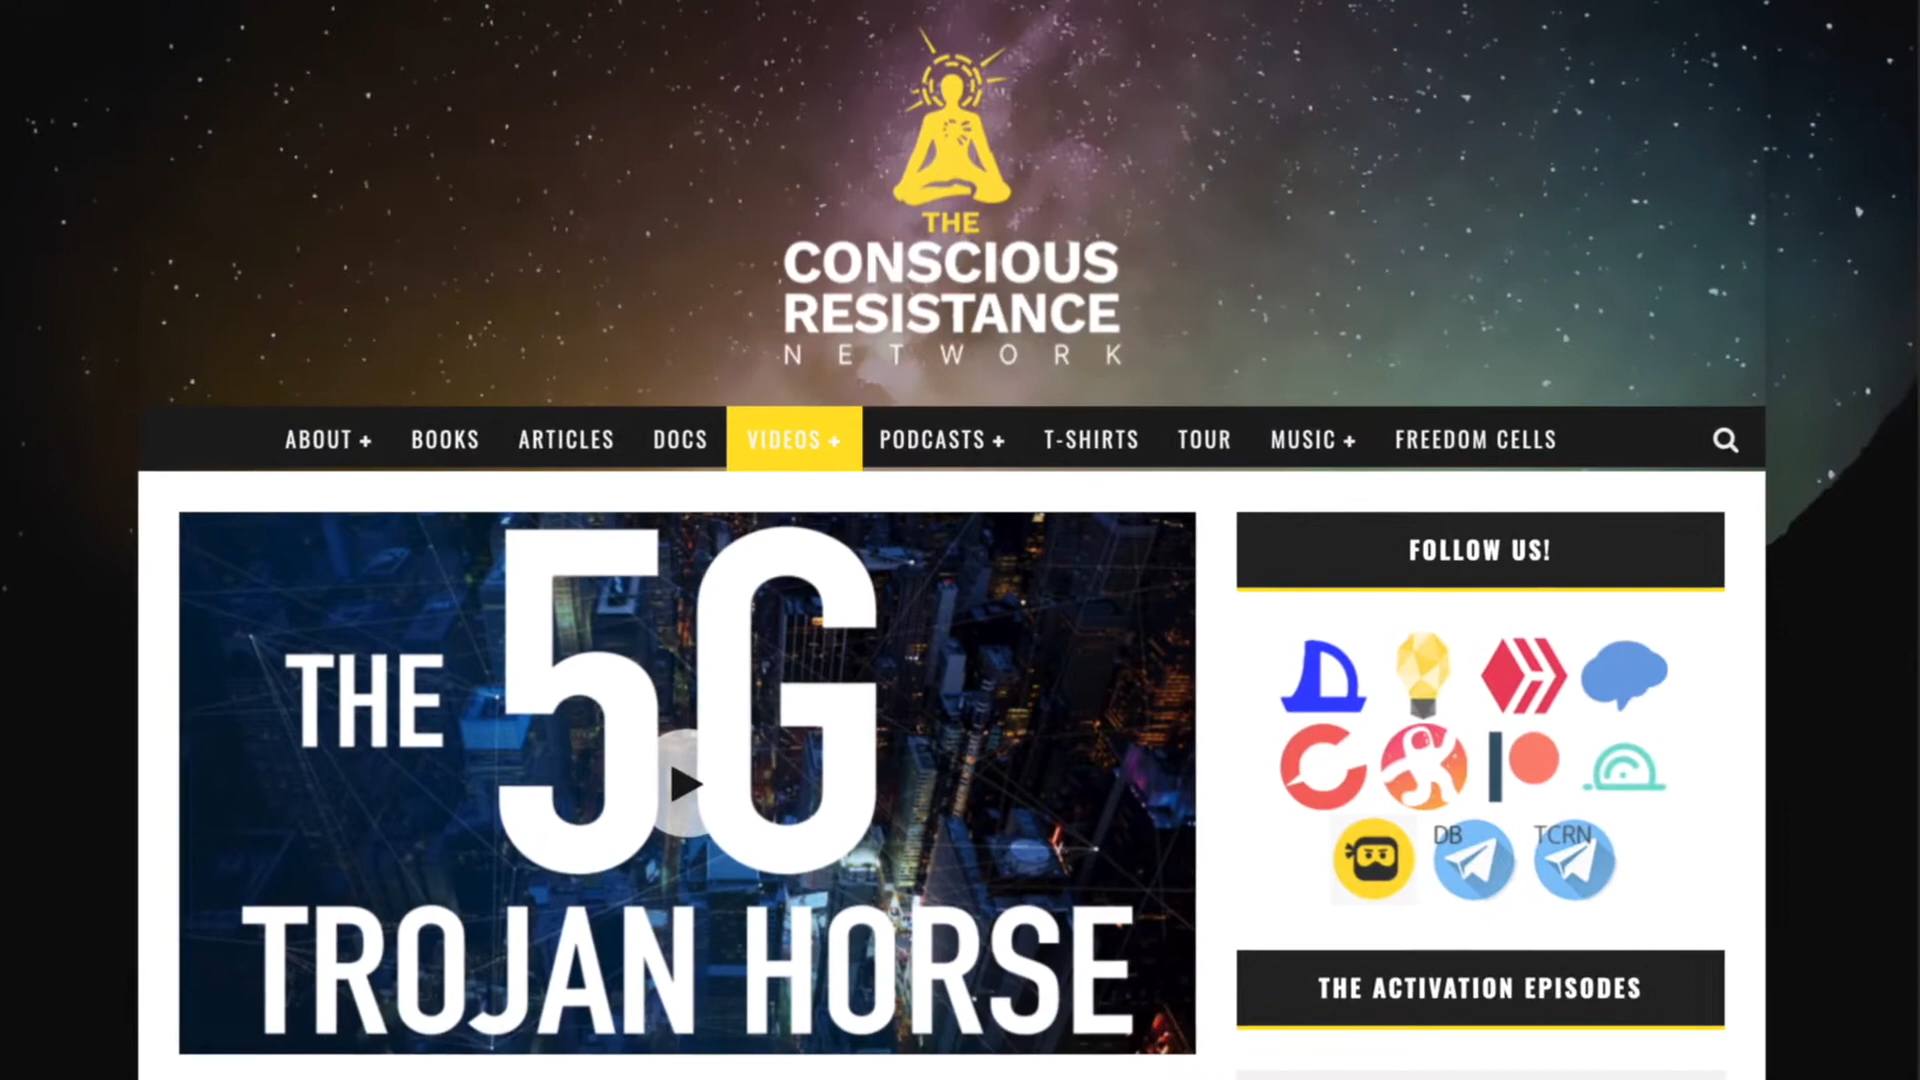 THE
CONSCIOUS
RESISTANCE
NETWORK
ABOUT + BOOKS ARTICLES DOCS VIDEOS + PODCASTS + T-SHIRTS TOUR MUSIC + FREEDOM CELLS
THE 5G
TROJAN HORSE
FOLLOW US!
DB TCRN
THE ACTIVATION EPISODES